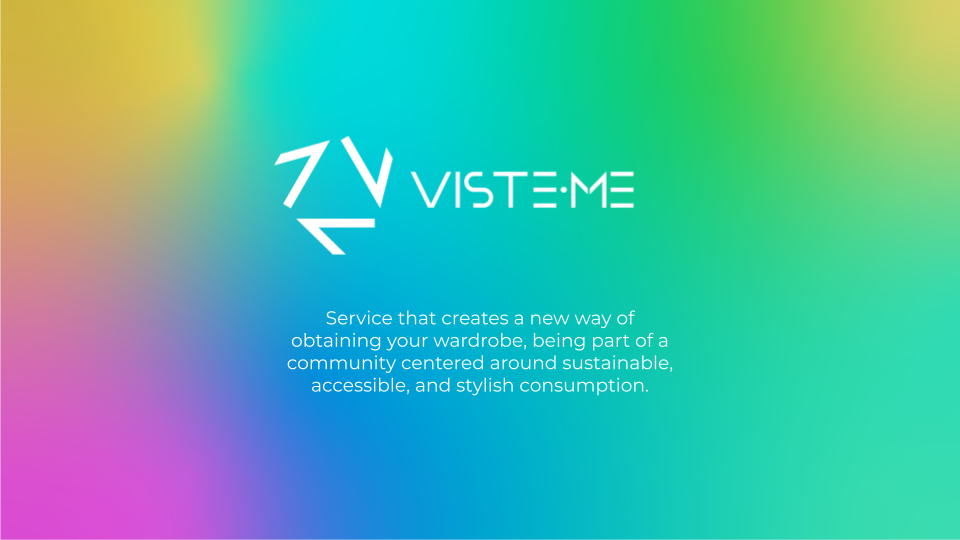 VISTE·ME
Service that creates a new way of
obtaining your wardrobe, being part of a
community centered around sustainable,
accessible, and stylish consumption.